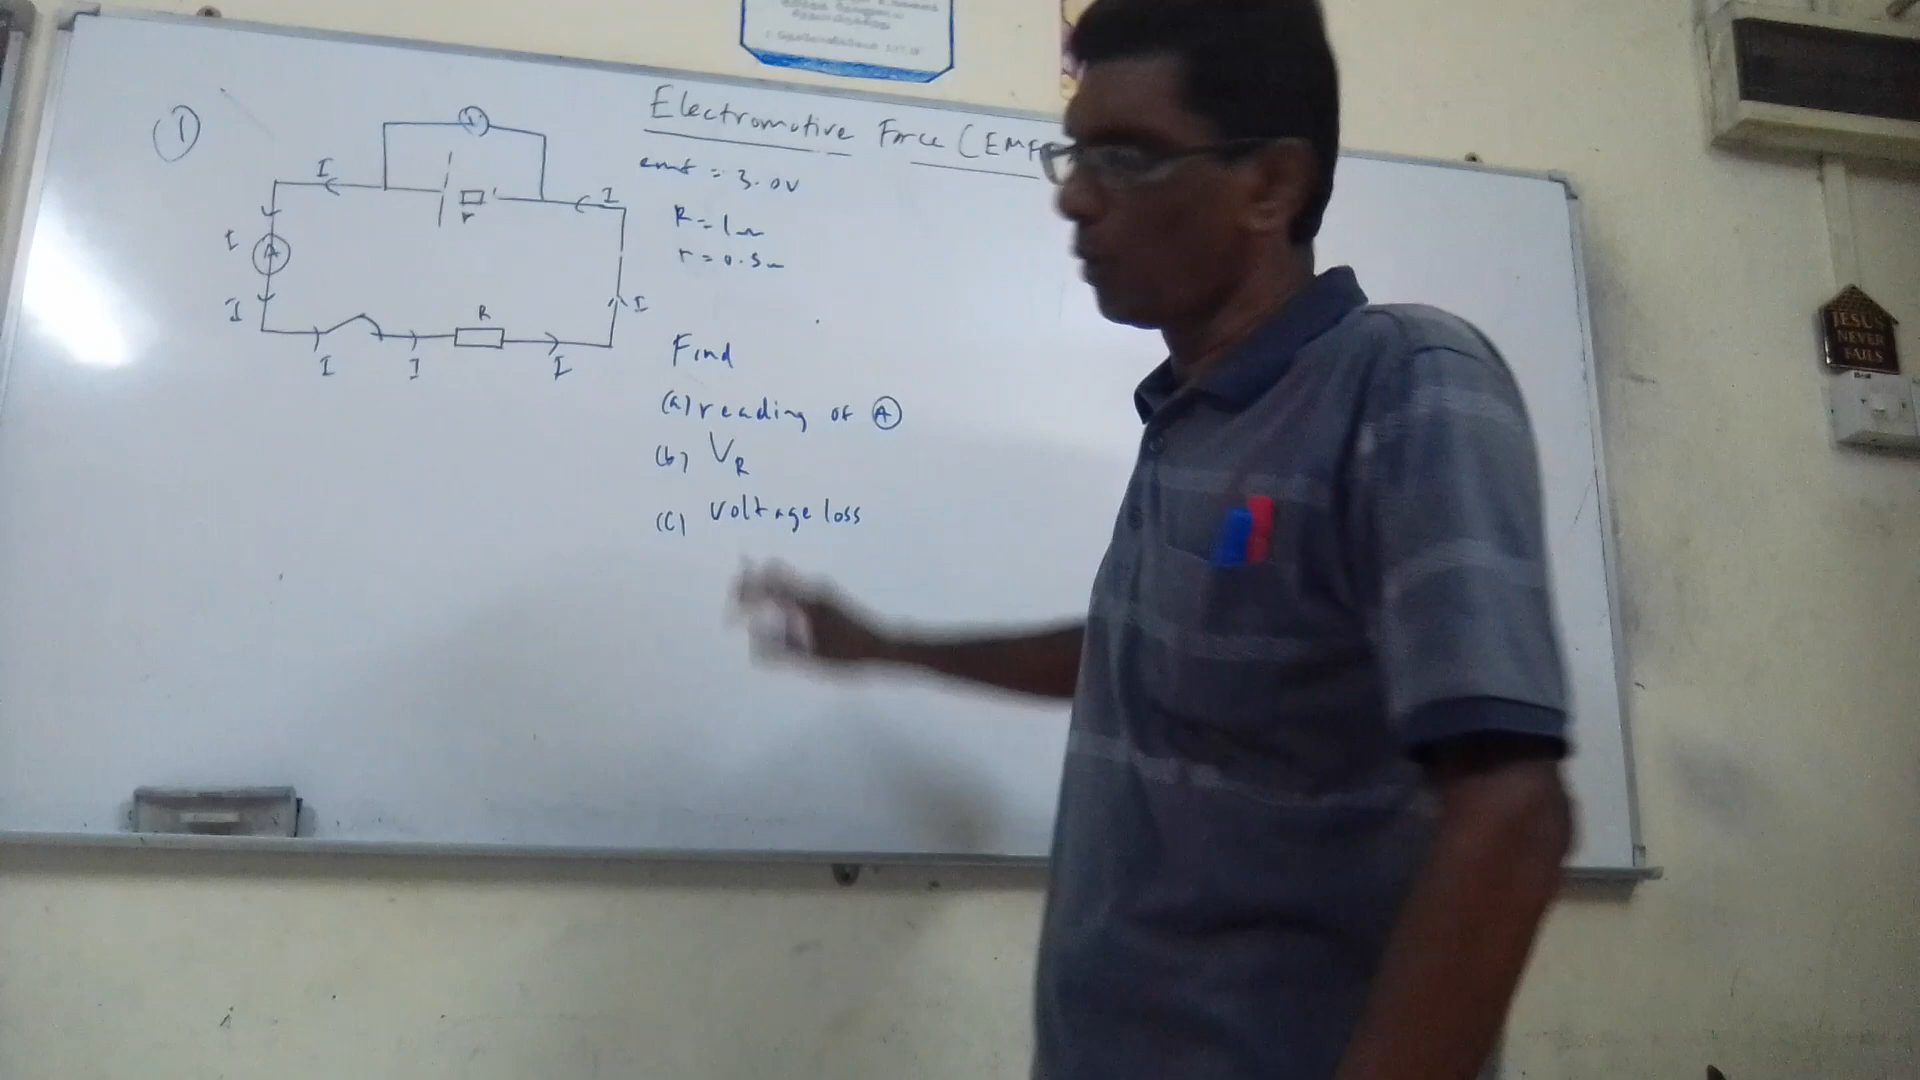 Electromotive Force (EMF
①
V
emf = 3.0V
I
I
r
R = 1Ω
I
A
r = 0.5Ω
I
I
R
I
I
I
Find
(a) reading of Ⓐ
(b) V_R
(c) Voltage loss
JESUS
NEVER
FAILS